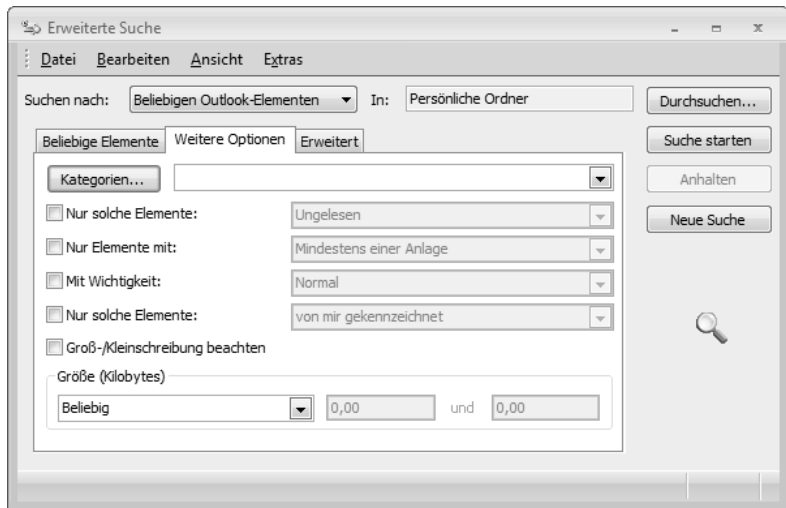 Erweiterte Suche
Datei Bearbeiten Ansicht Extras
Suchen nach: Beliebigen Outlook-Elementen In: Persönliche Ordner Durchsuchen...
Beliebige Elemente Weitere Optionen Erweitert Suche starten
Kategorien... Anhalten
Nur solche Elemente: Ungelesen Neue Suche
Nur Elemente mit: Mindestens einer Anlage
Mit Wichtigkeit: Normal
Nur solche Elemente: von mir gekennzeichnet
Groß-/Kleinschreibung beachten
Größe (Kilobytes)
Beliebig 0,00 und 0,00